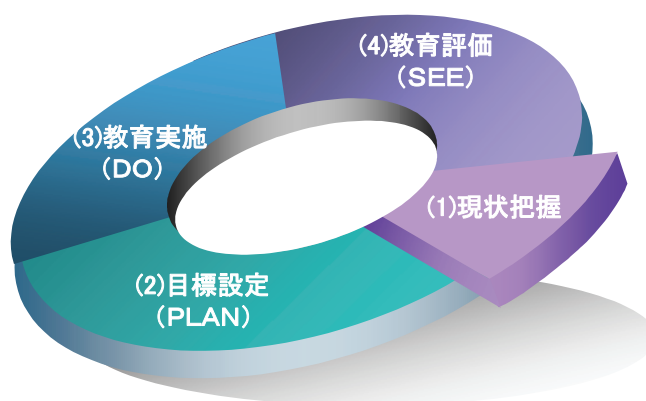 (1)現状把握
(2)目標設定
（PLAN）
(3)教育実施
（DO）
(4)教育評価
（SEE）